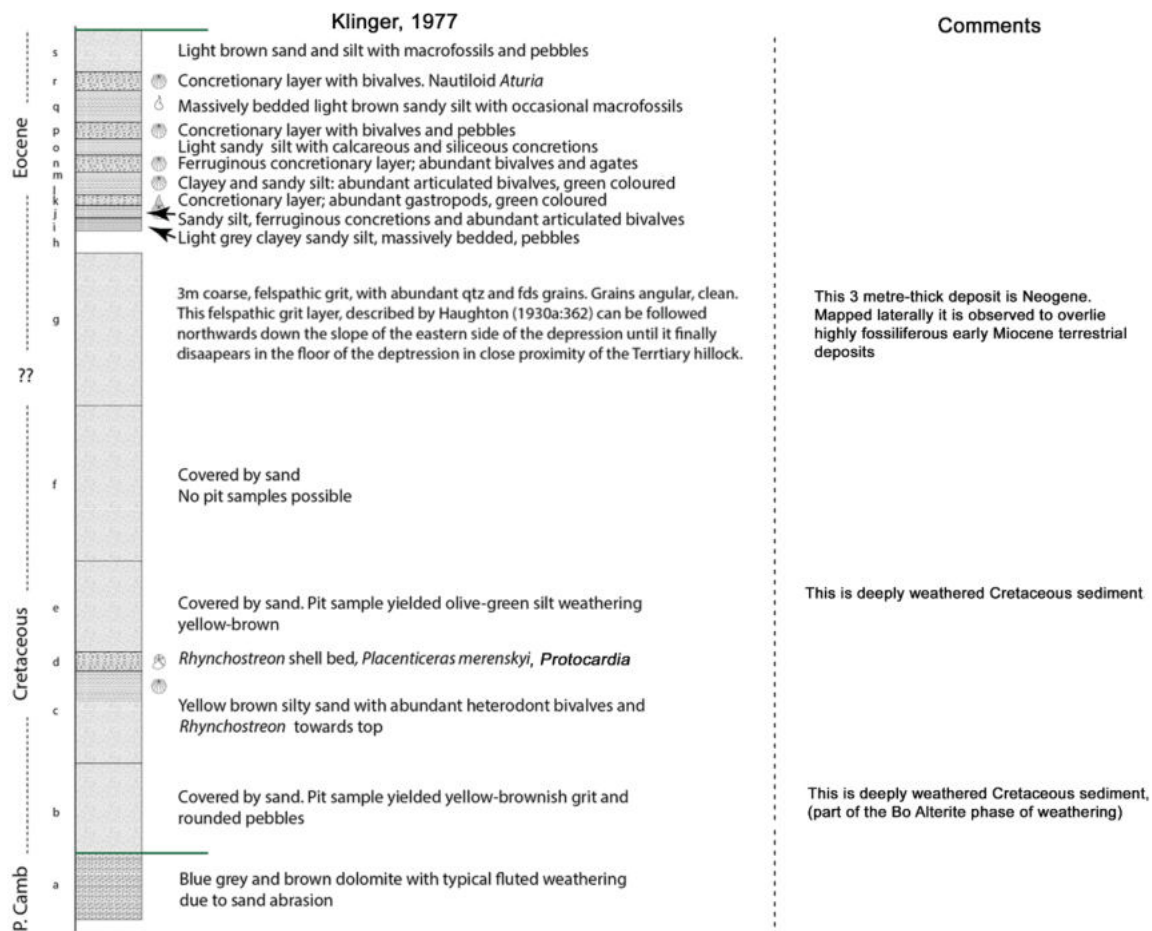 Klinger, 1977
Comments
Eocene
??
Cretaceous
P. Camb
s
Light brown sand and silt with macrofossils and pebbles
r
Concretionary layer with bivalves. Nautiloid Aturia
q
Massively bedded light brown sandy silt with occasional macrofossils
p
Concretionary layer with bivalves and pebbles
o
Light sandy silt with calcareous and siliceous concretions
n
Ferruginous concretionary layer; abundant bivalves and agates
m
Clayey and sandy silt: abundant articulated bivalves, green coloured
l
k
Concretionary layer; abundant gastropods, green coloured
j
Sandy silt, ferruginous concretions and abundant articulated bivalves
i
Light grey clayey sandy silt, massively bedded, pebbles
h
g
3m coarse, felspathic grit, with abundant qtz and fds grains. Grains angular, clean.
This felspathic grit layer, described by Haughton (1930a:362) can be followed
northwards down the slope of the eastern side of the depression until it finally
disaapears in the floor of the deptression in close proximity of the Terrtiary hillock.
This 3 metre-thick deposit is Neogene.
Mapped laterally it is observed to overlie
highly fossiliferous early Miocene terrestrial
deposits
f
Covered by sand
No pit samples possible
e
Covered by sand. Pit sample yielded olive-green silt weathering
yellow-brown
This is deeply weathered Cretaceous sediment
d
Rhynchostreon shell bed, Placenticeras merenskyi, Protocardia
c
Yellow brown silty sand with abundant heterodont bivalves and
Rhynchostreon towards top
b
Covered by sand. Pit sample yielded yellow-brownish grit and
rounded pebbles
This is deeply weathered Cretaceous sediment,
(part of the Bo Alterite phase of weathering)
a
Blue grey and brown dolomite with typical fluted weathering
due to sand abrasion